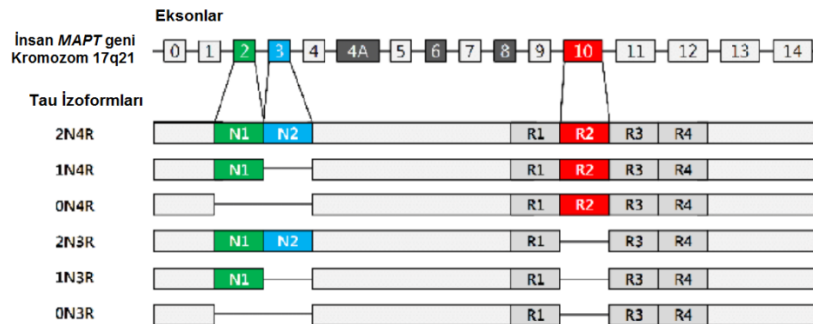 Eksonlar
İnsan MAPT geni
Kromozom 17q21
0 1 2 3 4 4A 5 6 7 8 9 10 11 12 13 14
Tau İzoformları
2N4R N1 N2 R1 R2 R3 R4
1N4R N1 R1 R2 R3 R4
0N4R R1 R2 R3 R4
2N3R N1 N2 R1 R3 R4
1N3R N1 R1 R3 R4
0N3R R1 R3 R4